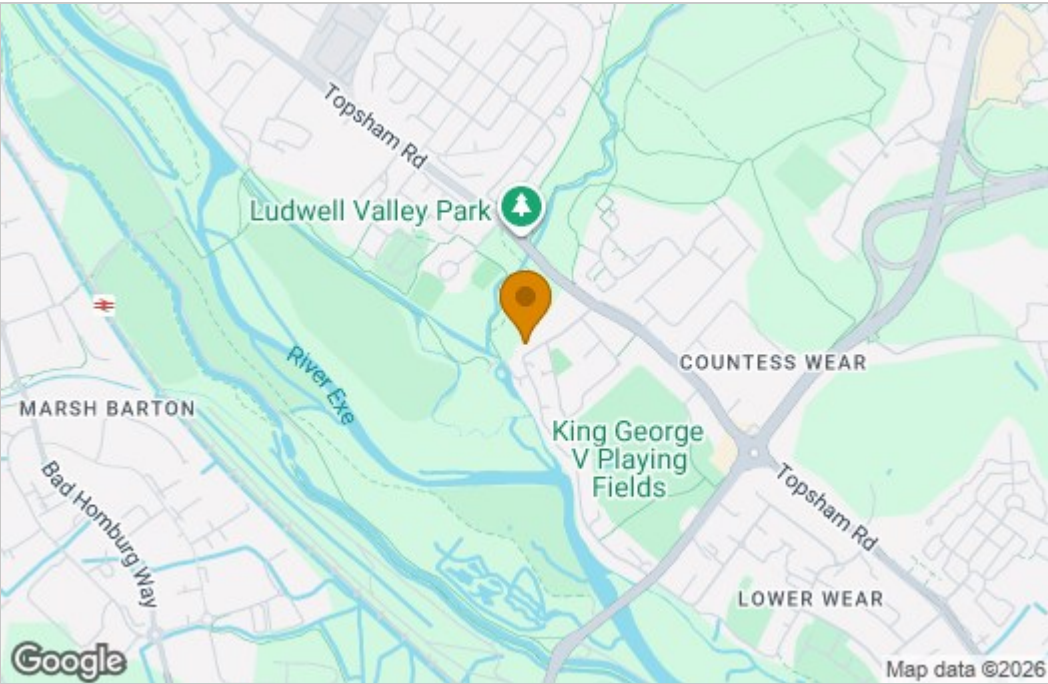 Topsham Rd
Ludwell Valley Park
COUNTESS WEAR
River Exe
MARSH BARTON
King George
V Playing
Fields
Bad Homburg Way
Topsham Rd
LOWER WEAR
Google
Map data ©2026